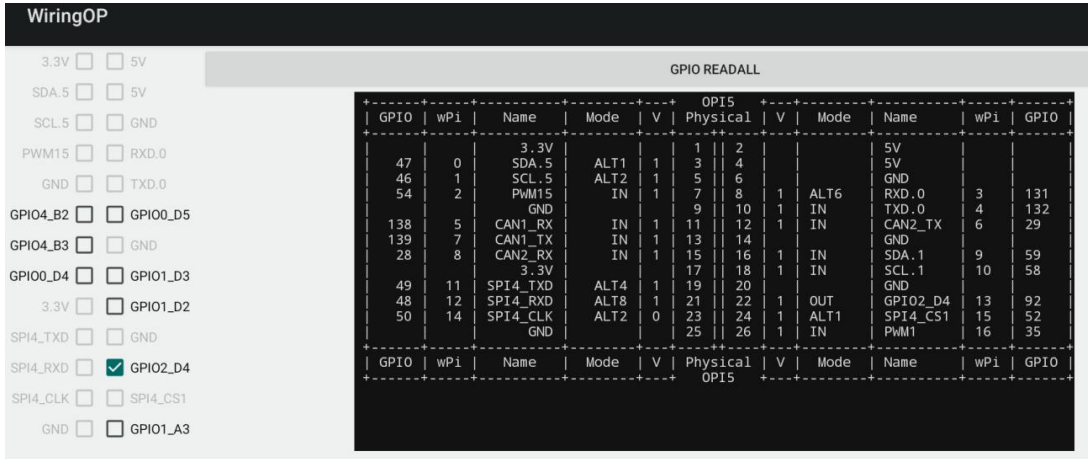 WiringOP
3.3V 5V
SDA.5 5V
SCL.5 GND
PWM15 RXD.0
GND TXD.0
GPIO4_B2 GPIO0_D5
GPIO4_B3 GND
GPIO0_D4 GPIO1_D3
3.3V GPIO1_D2
SPI4_TXD GND
SPI4_RXD GPIO2_D4
SPI4_CLK SPI4_CS1
GND GPIO1_A3
GPIO READALL
+------+-----+----------+--------+---+ OPI5 +---+--------+----------+-----+------+
| GPIO | wPi | Name | Mode | V | Physical | V | Mode | Name | wPi | GPIO |
+------+-----+----------+--------+---+----++----+---+--------+----------+-----+------+
| | | 3.3V | | | 1 || 2 | | | 5V | | |
| 47 | 0 | SDA.5 | ALT1 | 1 | 3 || 4 | | | 5V | | |
| 46 | 1 | SCL.5 | ALT2 | 1 | 5 || 6 | | | GND | | |
| 54 | 2 | PWM15 | IN | 1 | 7 || 8 | 1 | ALT6 | RXD.0 | 3 | 131 |
| | | GND | | | 9 || 10 | 1 | IN | TXD.0 | 4 | 132 |
| 138 | 5 | CAN1_RX | IN | 1 | 11 || 12 | 1 | IN | CAN2_TX | 6 | 29 |
| 139 | 7 | CAN1_TX | IN | 1 | 13 || 14 | | | GND | | |
| 28 | 8 | CAN2_RX | IN | 1 | 15 || 16 | 1 | IN | SDA.1 | 9 | 59 |
| | | 3.3V | | | 17 || 18 | 1 | IN | SCL.1 | 10 | 58 |
| 49 | 11 | SPI4_TXD | ALT4 | 1 | 19 || 20 | | | GND | | |
| 48 | 12 | SPI4_RXD | ALT8 | 1 | 21 || 22 | 1 | OUT | GPIO2_D4 | 13 | 92 |
| 50 | 14 | SPI4_CLK | ALT2 | 0 | 23 || 24 | 1 | ALT1 | SPI4_CS1 | 15 | 52 |
| | | GND | | | 25 || 26 | 1 | IN | PWM1 | 16 | 35 |
+------+-----+----------+--------+---+----++----+---+--------+----------+-----+------+
| GPIO | wPi | Name | Mode | V | Physical | V | Mode | Name | wPi | GPIO |
+------+-----+----------+--------+---+ OPI5 +---+--------+----------+-----+------+